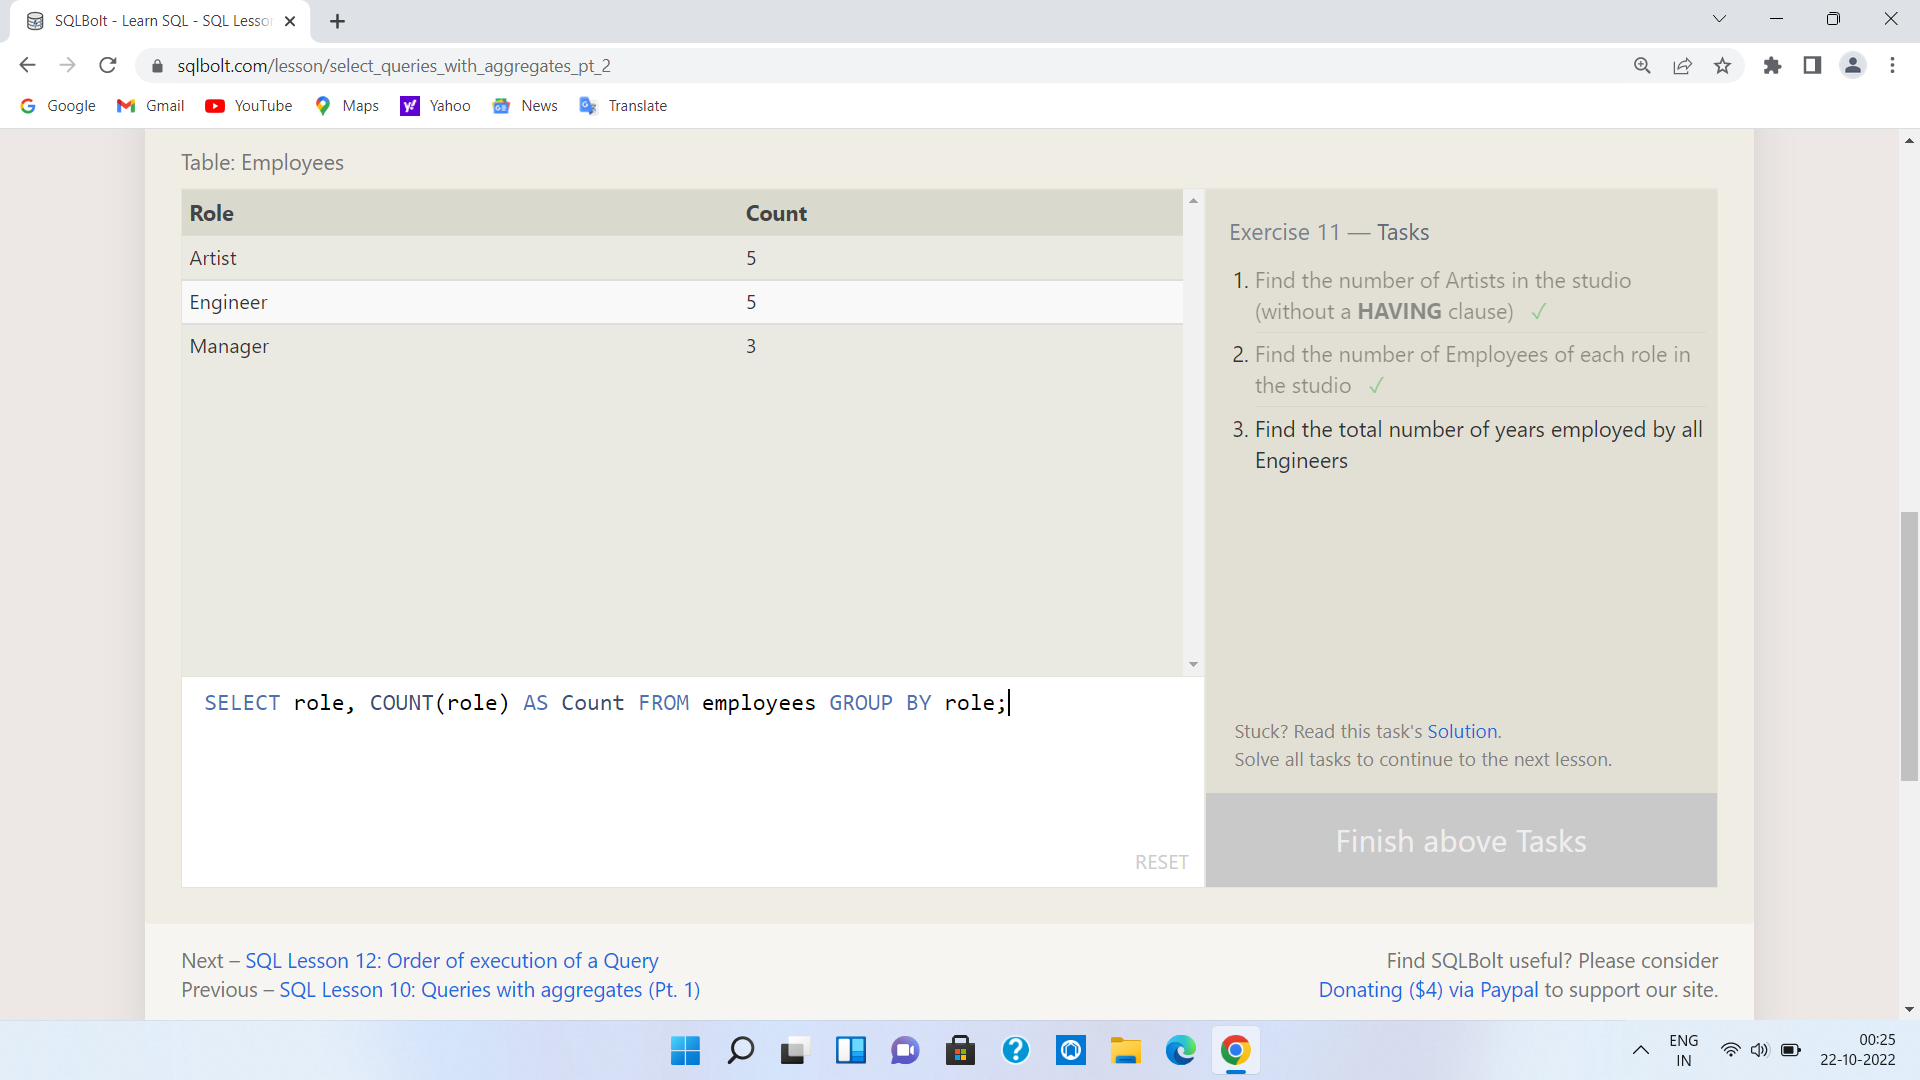 SQLBolt - Learn SQL - SQL Lesso
sqlbolt.com/lesson/select_queries_with_aggregates_pt_2
Google Gmail YouTube Maps Yahoo News Translate
Table: Employees
Role Count
Artist 5
Engineer 5
Manager 3
SELECT role, COUNT(role) AS Count FROM employees GROUP BY role;
RESET
Exercise 11 — Tasks
1. Find the number of Artists in the studio
(without a HAVING clause) ✓
2. Find the number of Employees of each role in
the studio ✓
3. Find the total number of years employed by all
Engineers
Stuck? Read this task's Solution.
Solve all tasks to continue to the next lesson.
Finish above Tasks
Next – SQL Lesson 12: Order of execution of a Query
Previous – SQL Lesson 10: Queries with aggregates (Pt. 1)
Find SQLBolt useful? Please consider
Donating ($4) via Paypal to support our site.
ENG
IN
00:25
22-10-2022